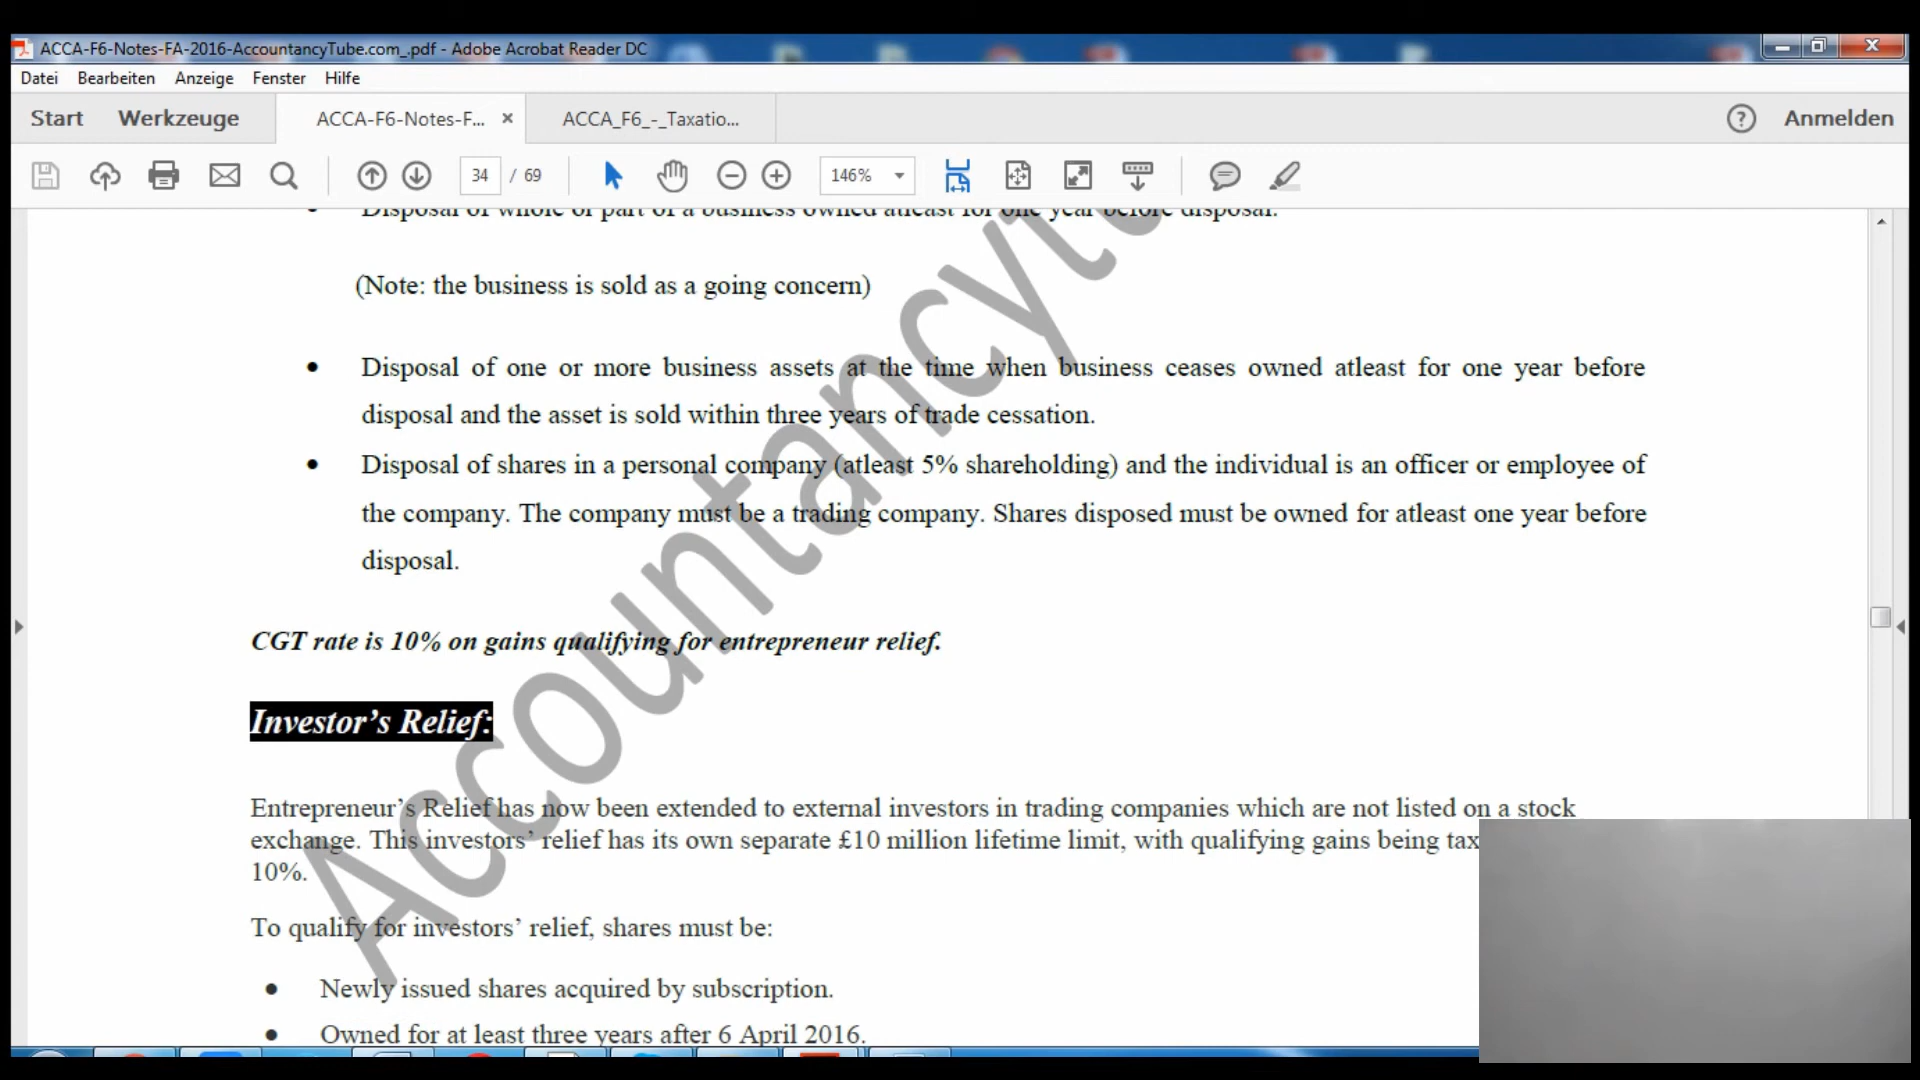 ACCA-F6-Notes-FA-2016-AccountancyTube.com_.pdf - Adobe Acrobat Reader DC
Datei Bearbeiten Anzeige Fenster Hilfe
Start Werkzeuge ACCA-F6-Notes-F... × ACCA_F6_-_Taxatio... ? Anmelden
34 / 69 146%
Disposal of whole or part of a business owned atleast for one year before disposal.
(Note: the business is sold as a going concern)
• Disposal of one or more business assets at the time when business ceases owned atleast for one year before
disposal and the asset is sold within three years of trade cessation.
• Disposal of shares in a personal company (atleast 5% shareholding) and the individual is an officer or employee of
the company. The company must be a trading company. Shares disposed must be owned for atleast one year before
disposal.
CGT rate is 10% on gains qualifying for entrepreneur relief.
Investor’s Relief:
Entrepreneur’s Relief has now been extended to external investors in trading companies which are not listed on a stock
exchange. This investors’ relief has its own separate £10 million lifetime limit, with qualifying gains being tax
10%.
To qualify for investors’ relief, shares must be:
• Newly issued shares acquired by subscription.
• Owned for at least three years after 6 April 2016.
Accountancyt